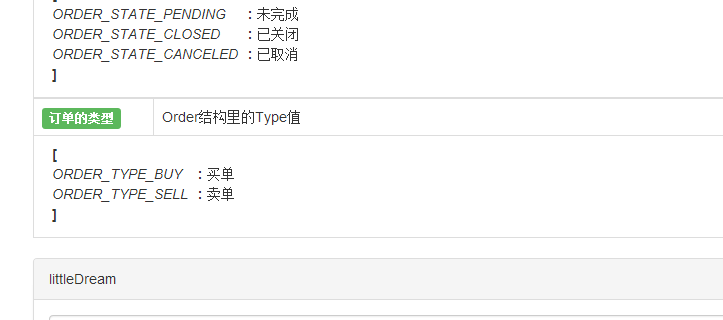 ORDER_STATE_PENDING : 未完成
ORDER_STATE_CLOSED : 已关闭
ORDER_STATE_CANCELED : 已取消
]
订单的类型 Order结构里的Type值
[
ORDER_TYPE_BUY : 买单
ORDER_TYPE_SELL : 卖单
]
littleDream